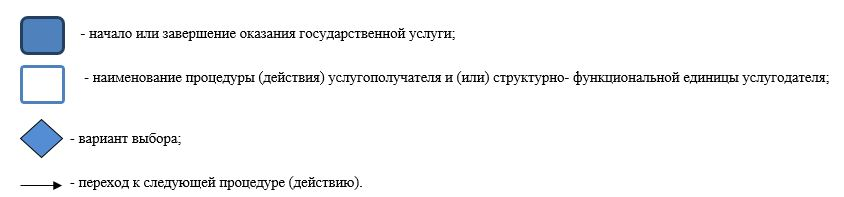 - начало или завершение оказания государственной услуги;
- наименование процедуры (действия) услугополучателя и (или) структурно- функциональной единицы услугодателя;
- вариант выбора;
- переход к следующей процедуре (действию).